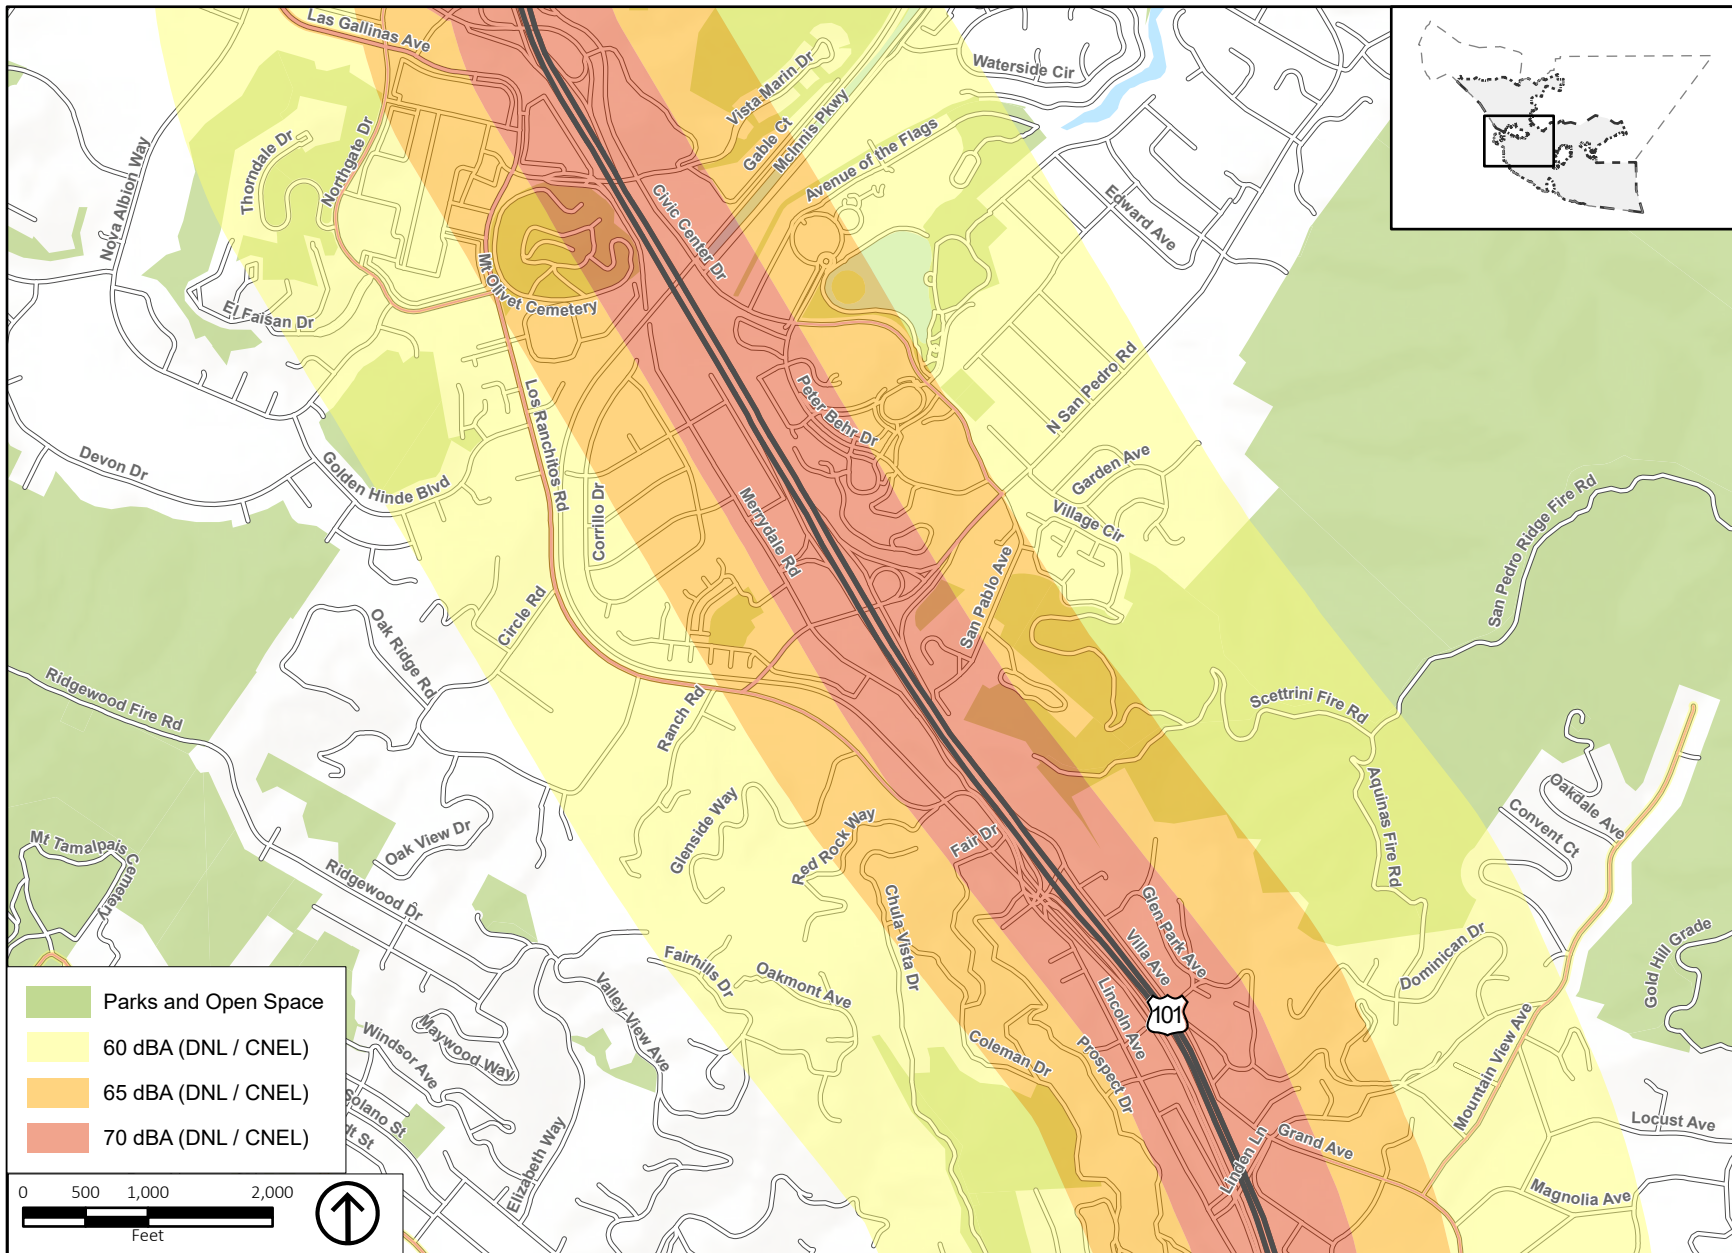 Las Gallinas Ave
Waterside Cir
Vista Marin Dr
Gable Ct
McInnis Pkwy
Avenue of the Flags
Thorndale Dr
Northgate Dr
Nova Albion Way
Civic Center Dr
Edward Ave
Mt Olivet Cemetery
El Faisan Dr
N San Pedro Rd
Peter Behr Dr
Los Ranchitos Rd
Devon Dr
Golden Hinde Blvd
Garden Ave
Village Cir
Merrydale Rd
Corrillo Dr
San Pedro Ridge Fire Rd
San Pablo Ave
Circle Rd
Oak Ridge Rd
Ridgewood Fire Rd
Ranch Rd
Scettrini Fire Rd
Aquinas Fire Rd
Oakdale Ave
Convent Ct
Mt Tamalpais Cemetery
Oak View Dr
Glenside Way
Red Rock Way
Fair Dr
Ridgewood Dr
Chula Vista Dr
Glen Park Ave
Villa Ave
Dominican Dr
Gold Hill Grade
Fairhills Dr
Oakmont Ave
Valley View Ave
Lincoln Ave
101
Prospect Dr
Coleman Dr
Mountain View Ave
Maywood Way
Windsor Ave
Solano St
dt St
Elizabeth Way
Linden Ln
Grand Ave
Locust Ave
Magnolia Ave
Parks and Open Space
60 dBA (DNL / CNEL)
65 dBA (DNL / CNEL)
70 dBA (DNL / CNEL)
0 500 1,000 2,000
Feet